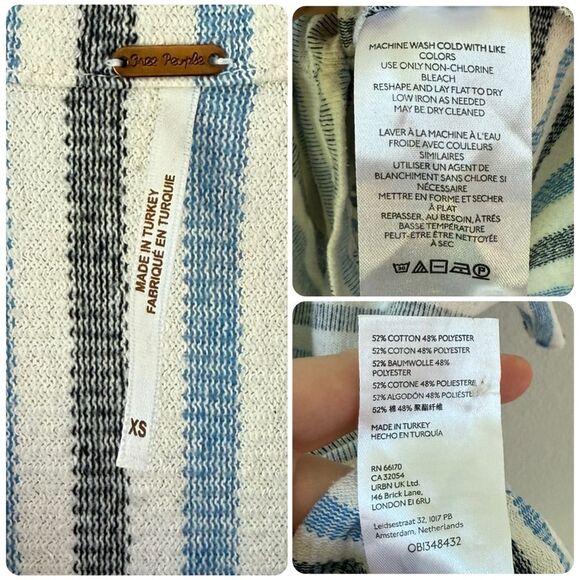 Free People
MADE IN TURKEY
FABRIQUÉ EN TURQUIE
XS
MACHINE WASH COLD WITH LIKE
COLORS
USE ONLY NON-CHLORINE
BLEACH
RESHAPE AND LAY FLAT TO DRY
LOW IRON AS NEEDED
MAY BE DRY CLEANED
LAVER À LA MACHINE À L'EAU
FROIDE AVEC COULEURS
SIMILAIRES
UTILISER UN AGENT DE
BLANCHIMENT SANS CHLORE SI
NÉCESSAIRE
METTRE EN FORME ET SECHER
À PLAT
REPASSER, AU BESOIN, À TRÉS
BASSE TEMPÉRATURE
PEUT-ÊTRE ÊTRE NETTOYÉE
À SEC
30
P
52% COTTON 48% POLYESTER
52% COTON 48% POLYESTER
52% BAUMWOLLE 48%
POLYESTER
52% COTONE 48% POLIESTERE
52% ALGODÓN 48% POLIÉSTER
52% 棉 48% 聚酯纤维
MADE IN TURKEY
HECHO EN TURQUÍA
RN 66170
CA 32054
URBN UK Ltd.
146 Brick Lane,
LONDON E1 6RU
Leidsestraat 32, 1017 PB
Amsterdam, Netherlands
OB1348432